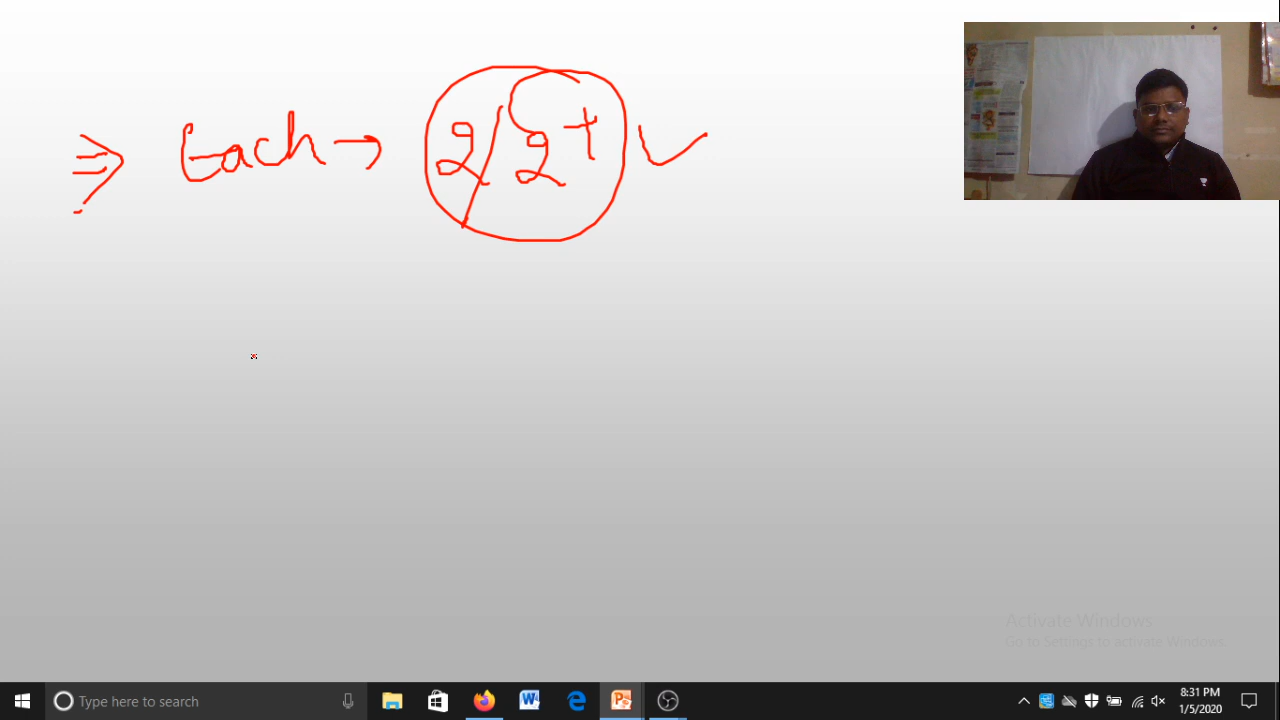 ⇒ Each → 2/2+ ✓
Activate Windows
Go to Settings to activate Windows.
Type here to search
8:31 PM
1/5/2020